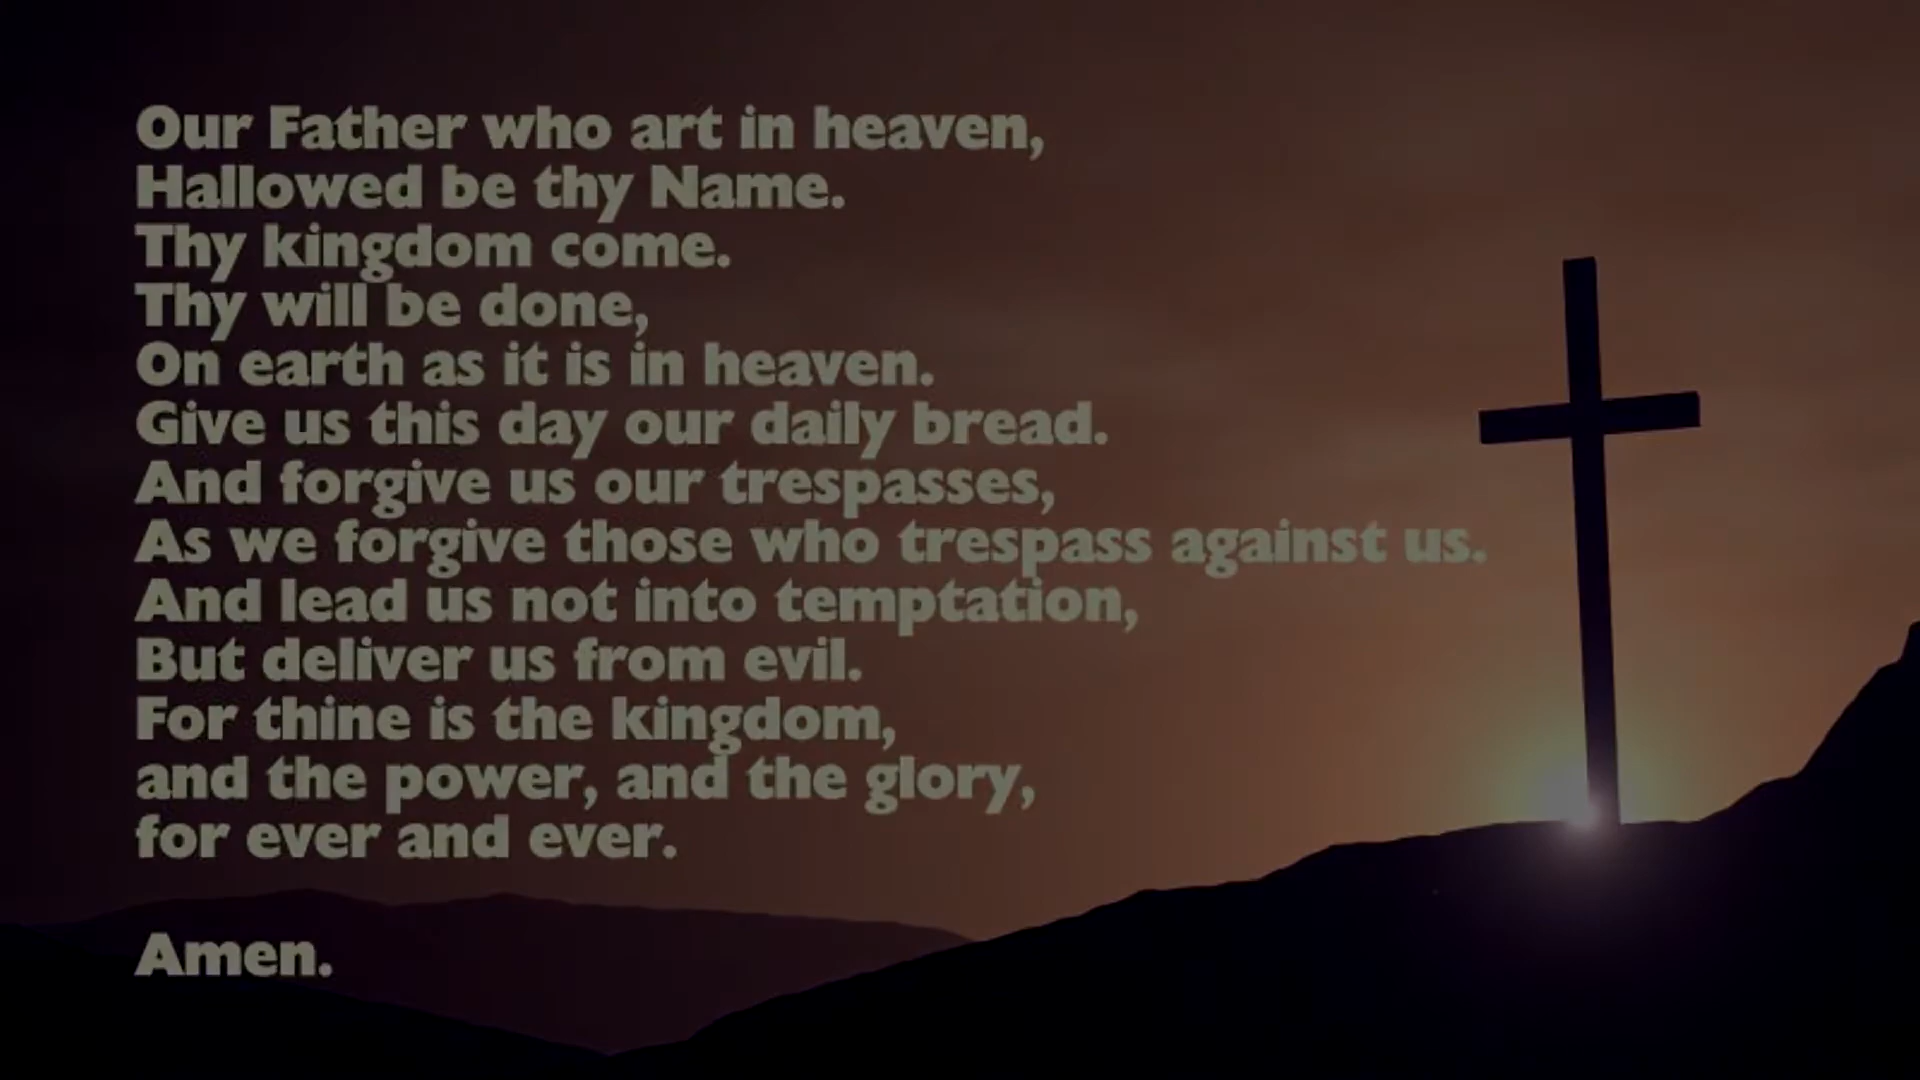 Our Father who art in heaven,
Hallowed be thy Name.
Thy kingdom come.
Thy will be done,
On earth as it is in heaven.
Give us this day our daily bread.
And forgive us our trespasses,
As we forgive those who trespass against us.
And lead us not into temptation,
But deliver us from evil.
For thine is the kingdom,
and the power, and the glory,
for ever and ever.
Amen.